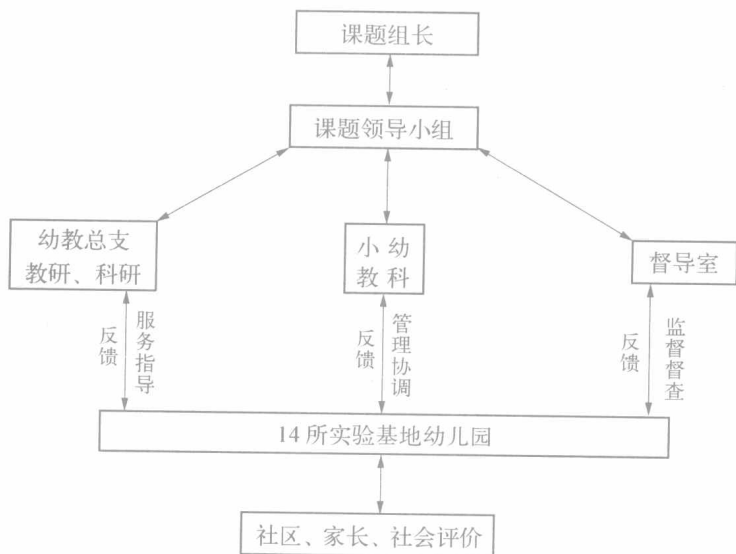 课题组长
课题领导小组
幼教总支
教研、科研
小 幼
教 科
督导室
反馈
服务指导
反馈
管理协调
反馈
监督督查
14 所实验基地幼儿园
社区、家长、社会评价